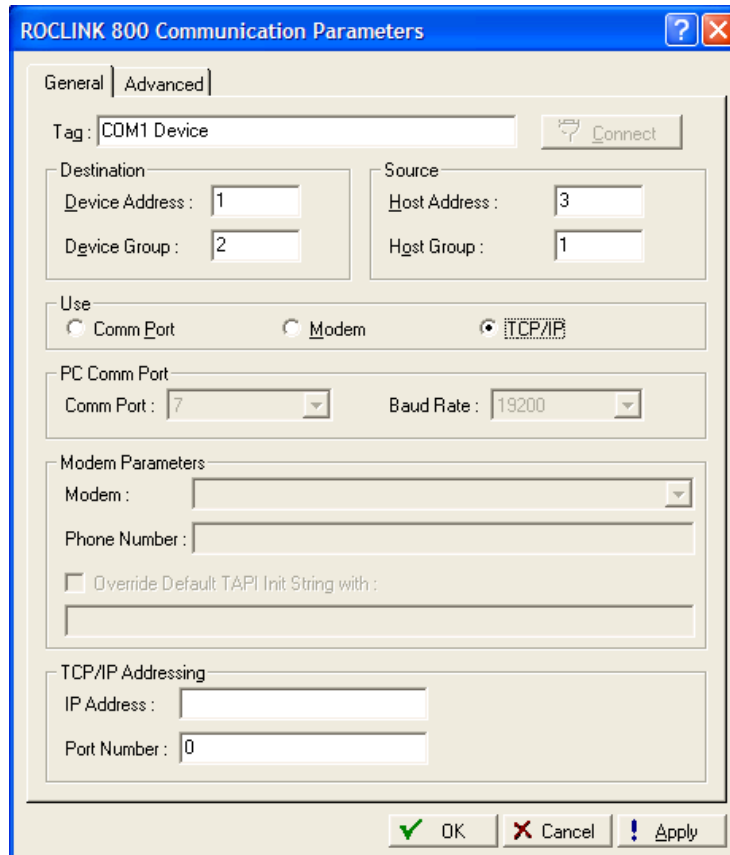 ROCLINK 800 Communication Parameters
General Advanced
Tag : COM1 Device Connect
Destination Source
Device Address : 1 Host Address : 3
Device Group : 2 Host Group : 1
Use
Comm Port Modem TCP/IP
PC Comm Port
Comm Port : 7 Baud Rate : 19200
Modem Parameters
Modem :
Phone Number :
Override Default TAPI Init String with :
TCP/IP Addressing
IP Address :
Port Number : 0
OK Cancel Apply